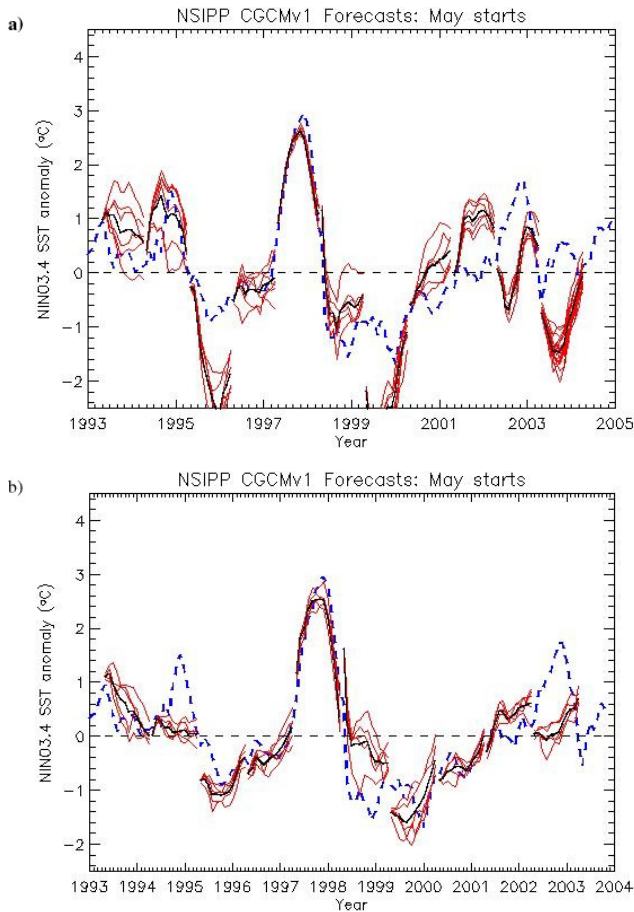 a)
NSIPP CGCMv1 Forecasts: May starts
NINO3.4 SST anomaly (ºC)
4
3
2
1
0
-1
-2
1993 1995 1997 1999 2001 2003 2005
Year
b)
NSIPP CGCMv1 Forecasts: May starts
NINO3.4 SST anomaly (ºC)
4
3
2
1
0
-1
-2
1993 1994 1995 1996 1997 1998 1999 2000 2001 2002 2003 2004
Year